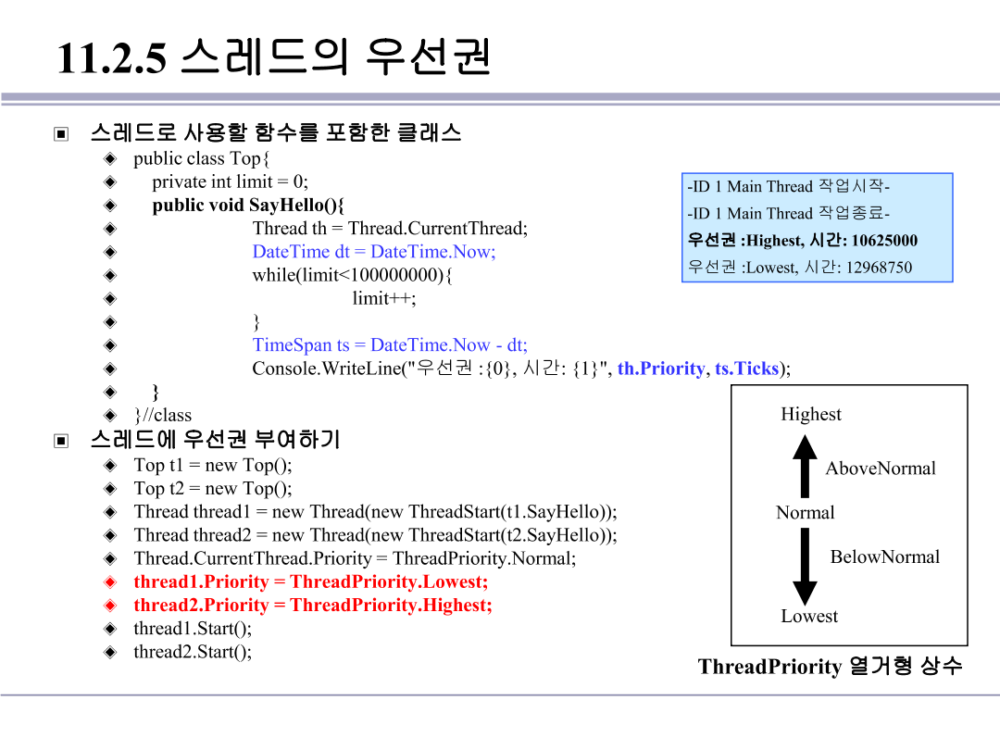 11.2.5 스레드의 우선권
스레드로 사용할 함수를 포함한 클래스
public class Top{
private int limit = 0;
public void SayHello(){
Thread th = Thread.CurrentThread;
DateTime dt = DateTime.Now;
while(limit<100000000){
limit++;
}
TimeSpan ts = DateTime.Now - dt;
Console.WriteLine("우선권 :{0}, 시간: {1}", th.Priority, ts.Ticks);
}
}//class
-ID 1 Main Thread 작업시작-
-ID 1 Main Thread 작업종료-
우선권 :Highest, 시간: 10625000
우선권 :Lowest, 시간: 12968750
스레드에 우선권 부여하기
Top t1 = new Top();
Top t2 = new Top();
Thread thread1 = new Thread(new ThreadStart(t1.SayHello));
Thread thread2 = new Thread(new ThreadStart(t2.SayHello));
Thread.CurrentThread.Priority = ThreadPriority.Normal;
thread1.Priority = ThreadPriority.Lowest;
thread2.Priority = ThreadPriority.Highest;
thread1.Start();
thread2.Start();
Highest
AboveNormal
Normal
BelowNormal
Lowest
ThreadPriority 열거형 상수